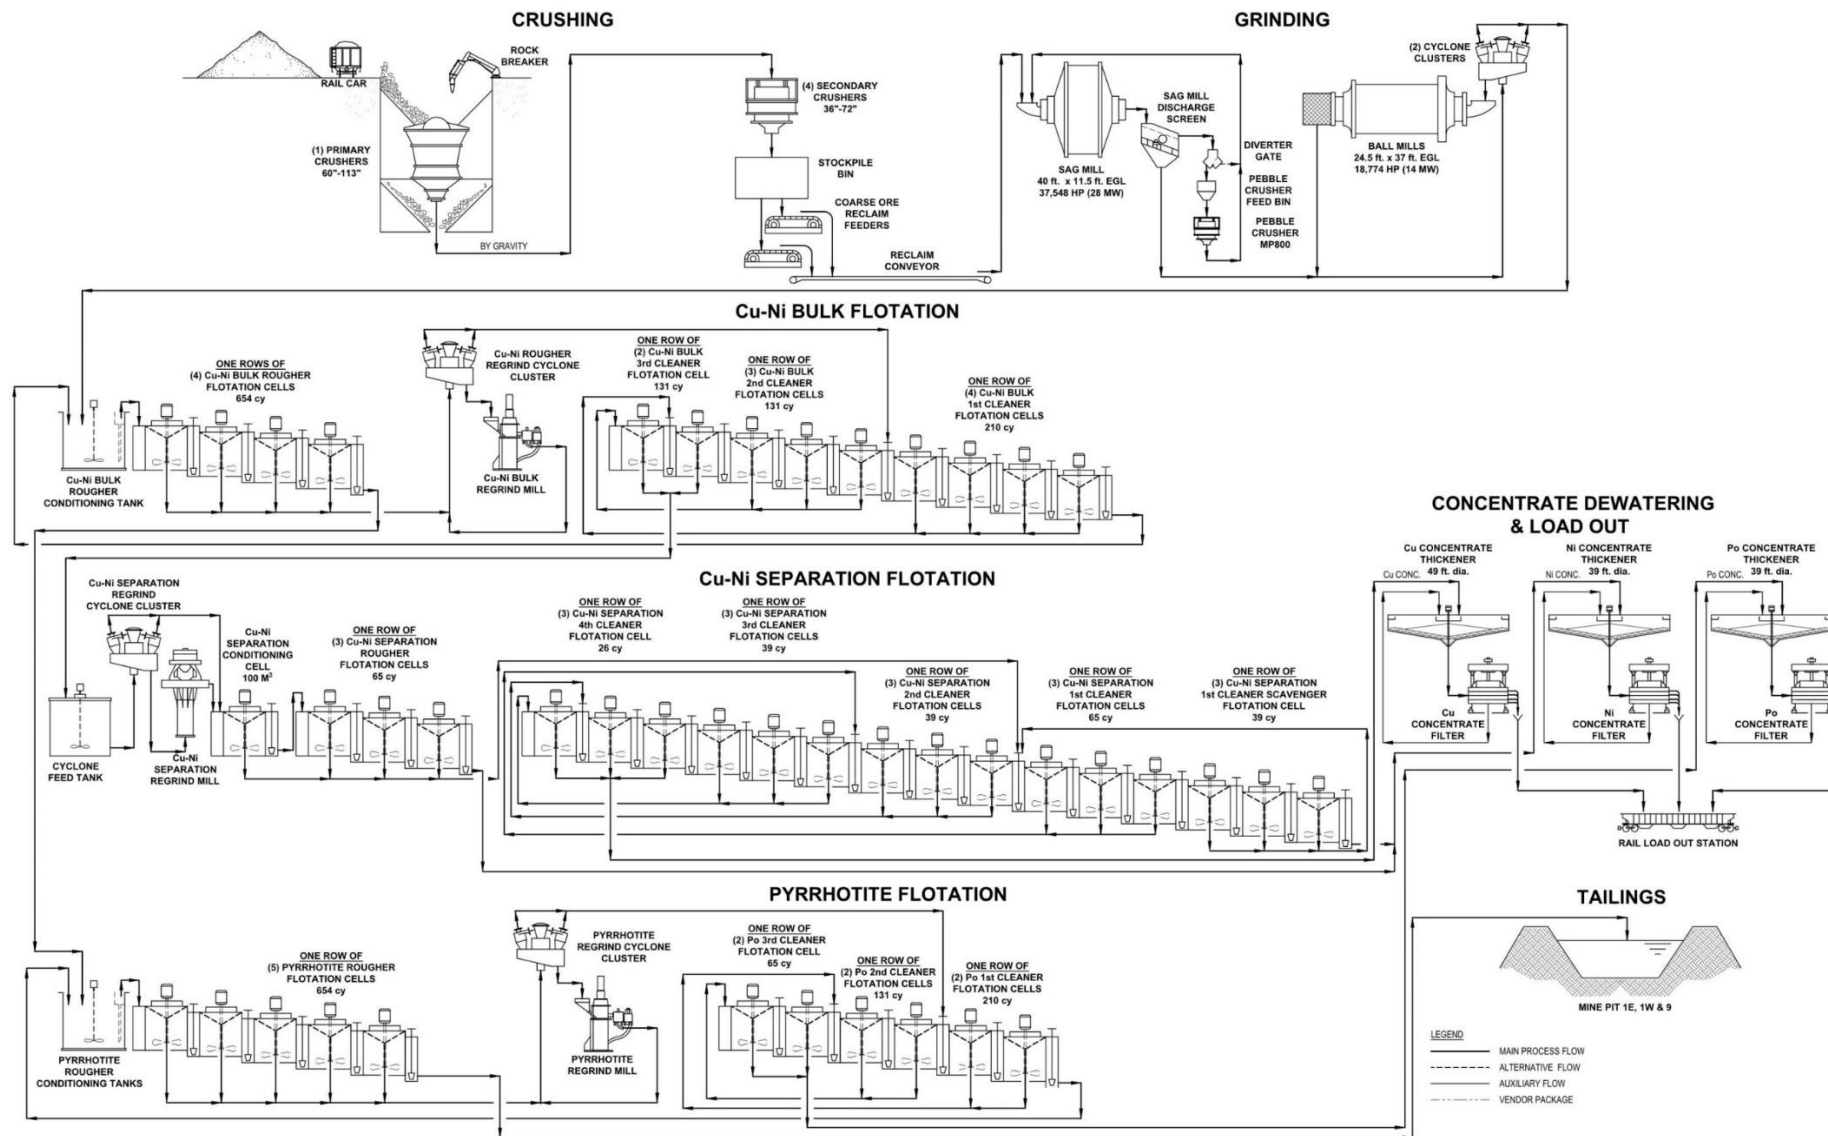 CRUSHING
GRINDING
RAIL CAR
ROCK
BREAKER
(1) PRIMARY
CRUSHERS
60"-113"
BY GRAVITY
(4) SECONDARY
CRUSHERS
36"-72"
STOCKPILE
BIN
COARSE ORE
RECLAIM
FEEDERS
RECLAIM
CONVEYOR
SAG MILL
40 ft. x 11.5 ft. EGL
37,548 HP (28 MW)
SAG MILL
DISCHARGE
SCREEN
DIVERTER
GATE
PEBBLE
CRUSHER
FEED BIN
PEBBLE
CRUSHER
MP800
(2) CYCLONE
CLUSTERS
BALL MILLS
24.5 ft. x 37 ft. EGL
18,774 HP (14 MW)
Cu-Ni BULK FLOTATION
ONE ROWS OF
(4) Cu-Ni BULK ROUGHER
FLOTATION CELLS
654 cy
Cu-Ni BULK
ROUGHER
CONDITIONING TANK
Cu-Ni ROUGHER
REGRIND CYCLONE
CLUSTER
Cu-Ni BULK
REGRIND MILL
ONE ROW OF
(2) Cu-Ni BULK
3rd CLEANER
FLOTATION CELL
131 cy
ONE ROW OF
(3) Cu-Ni BULK
2nd CLEANER
FLOTATION CELLS
131 cy
ONE ROW OF
(4) Cu-Ni BULK
1st CLEANER
FLOTATION CELLS
210 cy
Cu-Ni SEPARATION FLOTATION
Cu-Ni SEPARATION
REGRIND
CYCLONE CLUSTER
CYCLONE
FEED TANK
Cu-Ni
SEPARATION
REGRIND MILL
Cu-Ni
SEPARATION
CONDITIONING
CELL
100 M³
ONE ROW OF
(3) Cu-Ni SEPARATION
ROUGHER
FLOTATION CELLS
65 cy
ONE ROW OF
(3) Cu-Ni SEPARATION
4th CLEANER
FLOTATION CELL
26 cy
ONE ROW OF
(3) Cu-Ni SEPARATION
3rd CLEANER
FLOTATION CELLS
39 cy
ONE ROW OF
(3) Cu-Ni SEPARATION
2nd CLEANER
FLOTATION CELLS
39 cy
ONE ROW OF
(3) Cu-Ni SEPARATION
1st CLEANER
FLOTATION CELLS
65 cy
ONE ROW OF
(3) Cu-Ni SEPARATION
1st CLEANER SCAVENGER
FLOTATION CELL
39 cy
CONCENTRATE DEWATERING
& LOAD OUT
Cu CONCENTRATE
THICKENER
49 ft. dia.
Cu CONC.
Ni CONCENTRATE
THICKENER
39 ft. dia.
Ni CONC.
Po CONCENTRATE
THICKENER
39 ft. dia.
Po CONC.
Cu
CONCENTRATE
FILTER
Ni
CONCENTRATE
FILTER
Po
CONCENTRATE
FILTER
RAIL LOAD OUT STATION
PYRRHOTITE FLOTATION
ONE ROW OF
(5) PYRRHOTITE ROUGHER
FLOTATION CELLS
654 cy
PYRRHOTITE
ROUGHER
CONDITIONING TANKS
PYRRHOTITE
REGRIND CYCLONE
CLUSTER
PYRRHOTITE
REGRIND MILL
ONE ROW OF
(2) Po 3rd CLEANER
FLOTATION CELL
65 cy
ONE ROW OF
(2) Po 2nd CLEANER
FLOTATION CELLS
131 cy
ONE ROW OF
(2) Po 1st CLEANER
FLOTATION CELLS
210 cy
TAILINGS
MINE PIT 1E, 1W & 9
LEGEND
MAIN PROCESS FLOW
ALTERNATIVE FLOW
AUXILIARY FLOW
VENDOR PACKAGE